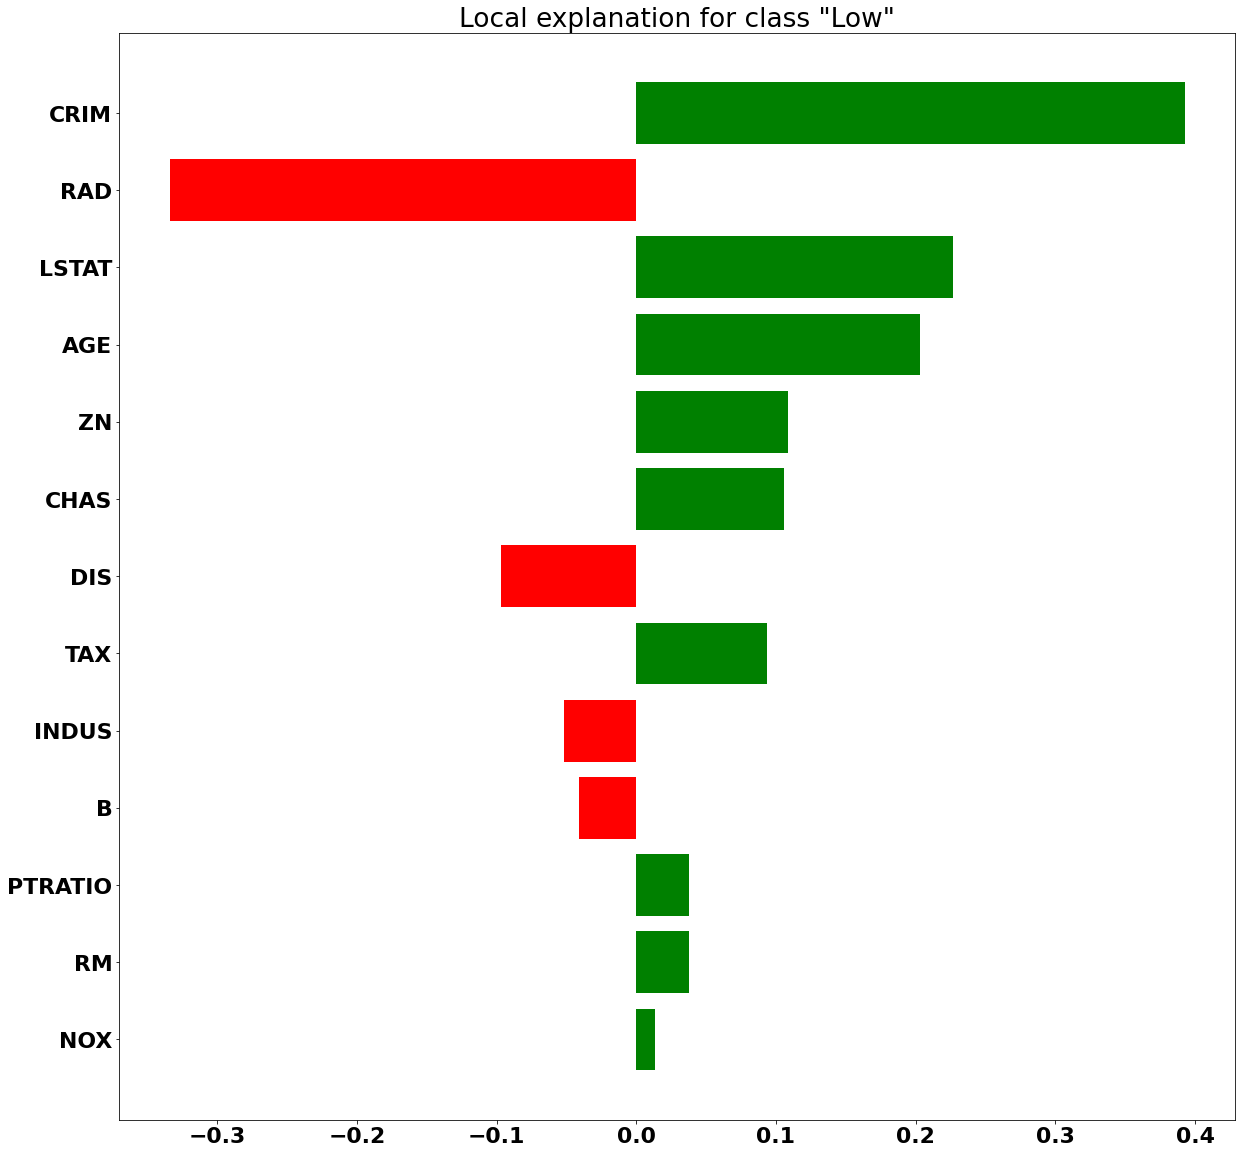 Local explanation for class "Low"
CRIM
RAD
LSTAT
AGE
ZN
CHAS
DIS
TAX
INDUS
B
PTRATIO
RM
NOX
−0.3 −0.2 −0.1 0.0 0.1 0.2 0.3 0.4